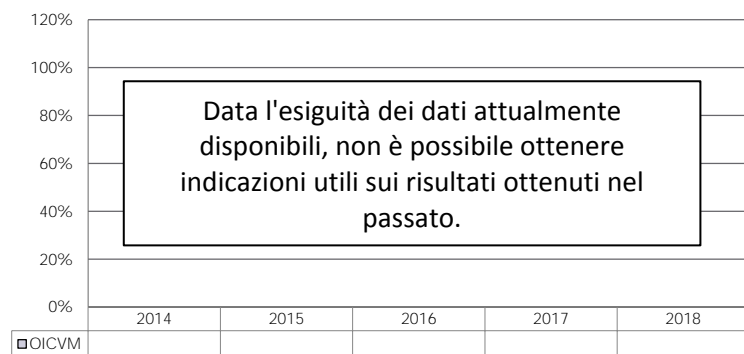 120%
100%
80%
60%
40%
20%
0%
Data l'esiguità dei dati attualmente
disponibili, non è possibile ottenere
indicazioni utili sui risultati ottenuti nel
passato.
2014 2015 2016 2017 2018
OICVM